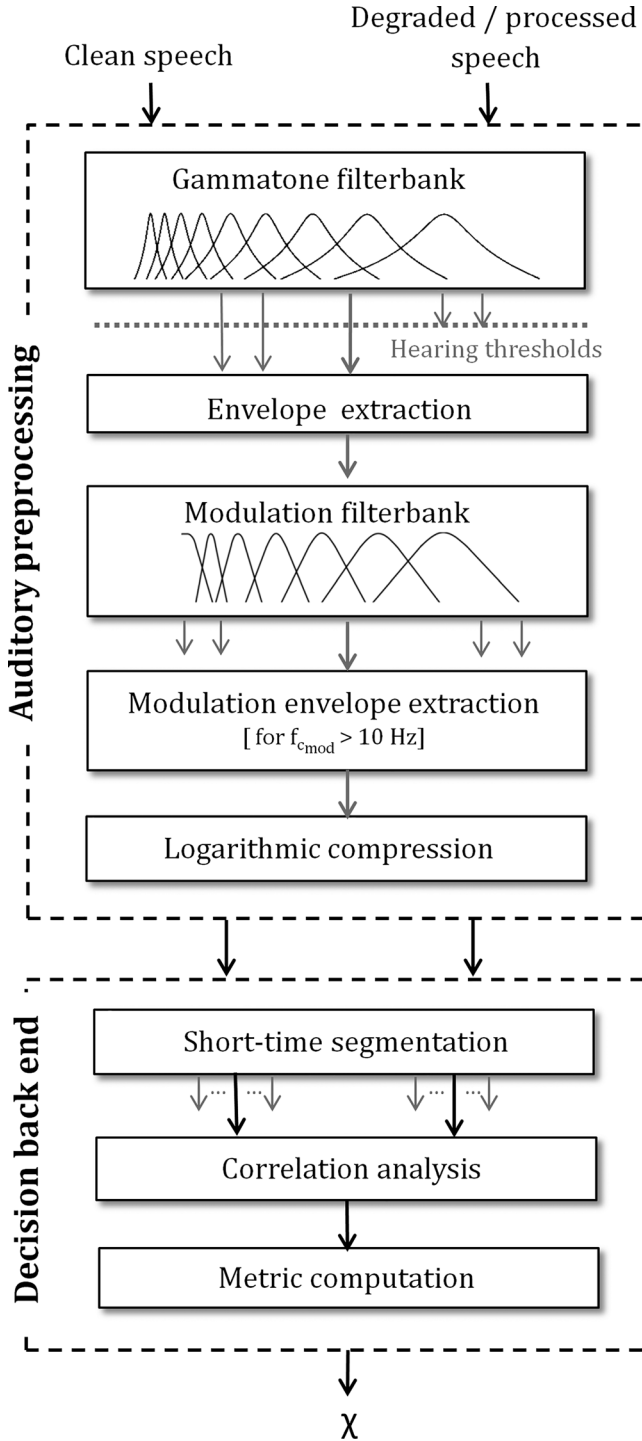 Clean speech
Degraded / processed
speech
Auditory preprocessing
Gammatone filterbank
Hearing thresholds
Envelope extraction
Modulation filterbank
Modulation envelope extraction
[ for fcmod > 10 Hz]
Logarithmic compression
Decision back end
Short-time segmentation
... ...
... ...
Correlation analysis
Metric computation
χ